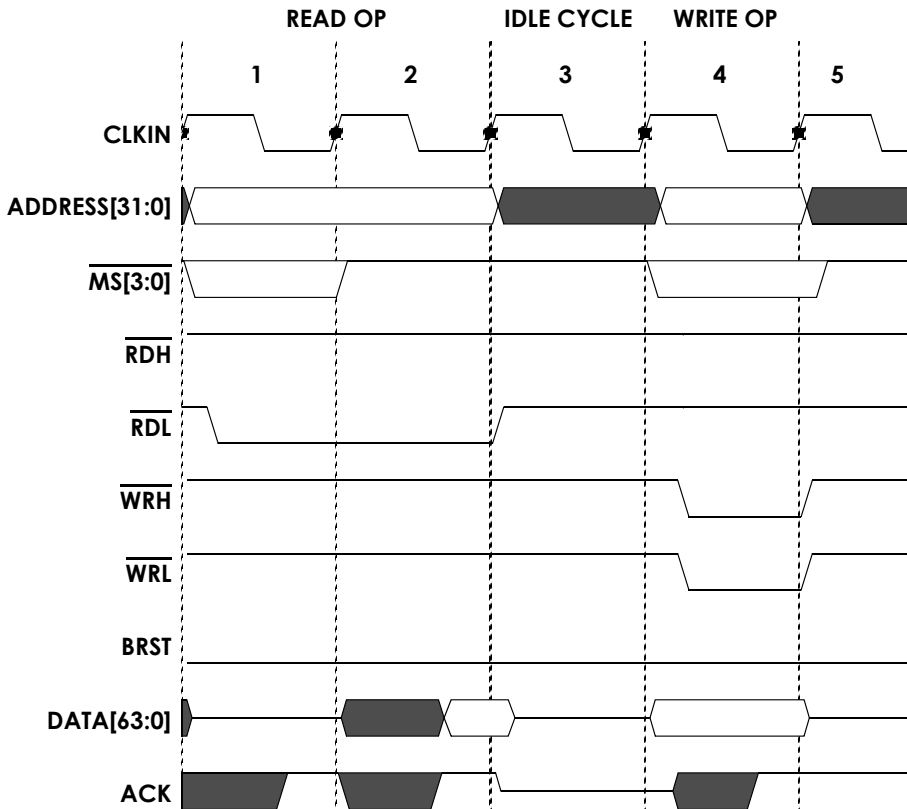 READ OP IDLE CYCLE WRITE OP
1 2 3 4 5
CLKIN
ADDRESS[31:0]
MS[3:0]
RDH
RDL
WRH
WRL
BRST
DATA[63:0]
ACK